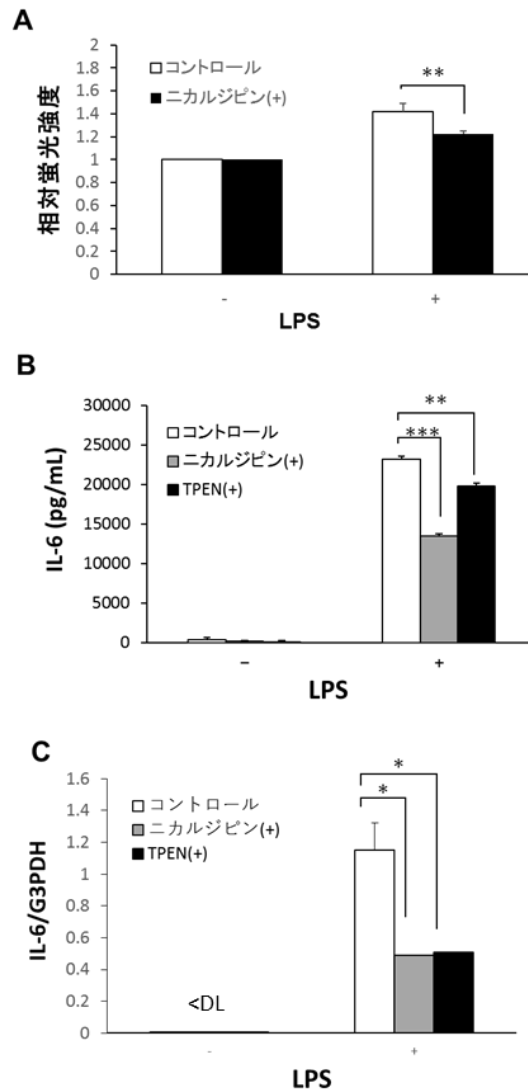 A
相対蛍光強度
2
1.8
1.6
1.4
1.2
1
0.8
0.6
0.4
0.2
0
コントロール
ニカルジピン(+)
**
-
+
LPS
B
IL-6 (pg/mL)
30000
25000
20000
15000
10000
5000
0
コントロール
ニカルジピン(+)
TPEN(+)
**
***
−
+
LPS
C
IL-6/G3PDH
1.6
1.4
1.2
1
0.8
0.6
0.4
0.2
0
コントロール
ニカルジピン(+)
TPEN(+)
*
*
<DL
-
+
LPS